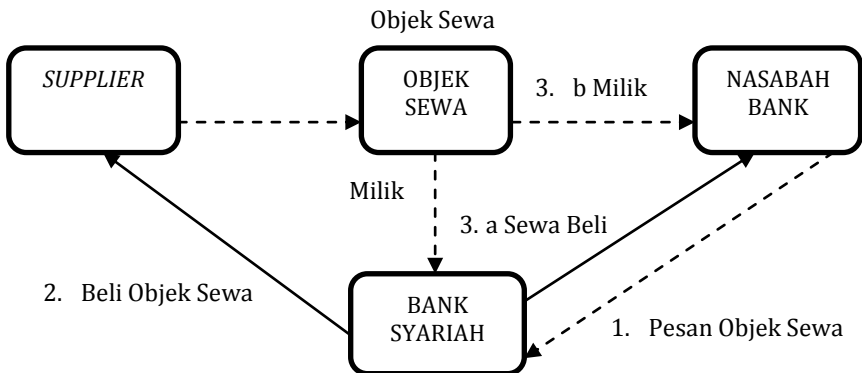 Objek Sewa
SUPPLIER
OBJEK
SEWA
3. b Milik
NASABAH
BANK
Milik
3. a Sewa Beli
2. Beli Objek Sewa
BANK
SYARIAH
1. Pesan Objek Sewa